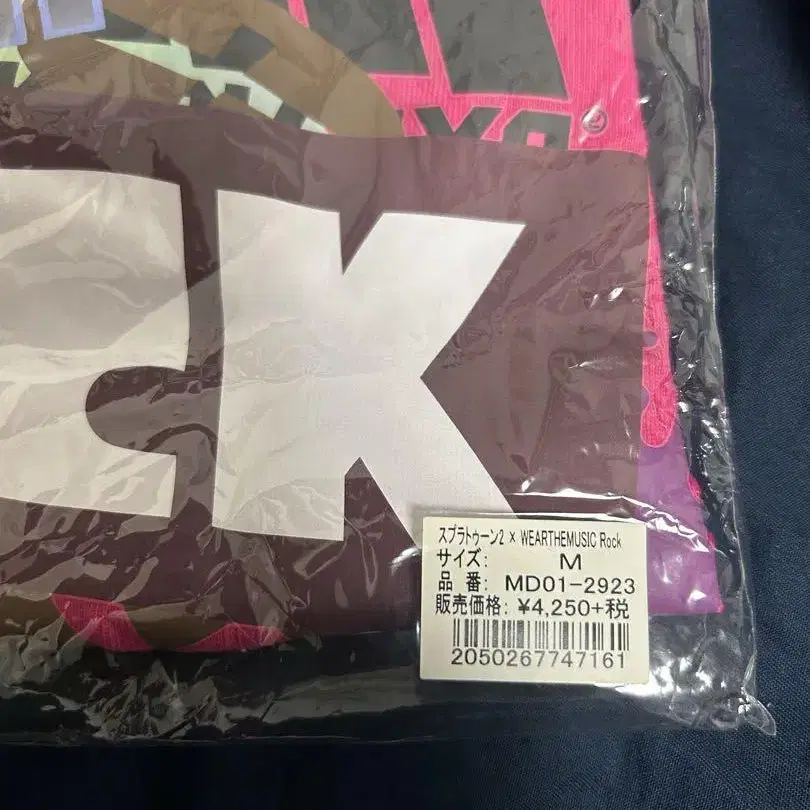 CK
スプラトゥーン2 × WEARTHEMUSIC Rock
サイズ: M
品 番: MD01-2923
販売価格: ¥4,250+税
2050267747161